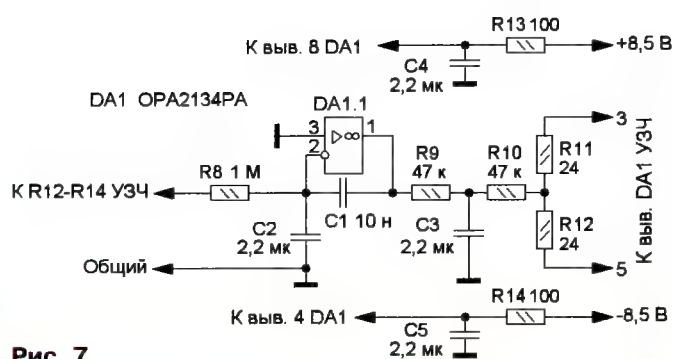 R13 100
К выв. 8 DA1
+8,5 В
C4
2,2 мк
DA1 OPA2134PA
DA1.1
3
2
▷∞
1
3
R8 1 М
R9
47 к
R10
47 к
R11
24
К R12-R14 УЗЧ
C1 10 н
C2
2,2 мк
C3
2,2 мк
R12
24
К выв. DA1 УЗЧ
Общий
5
R14 100
К выв. 4 DA1
-8,5 В
C5
2,2 мк
Рис. 7